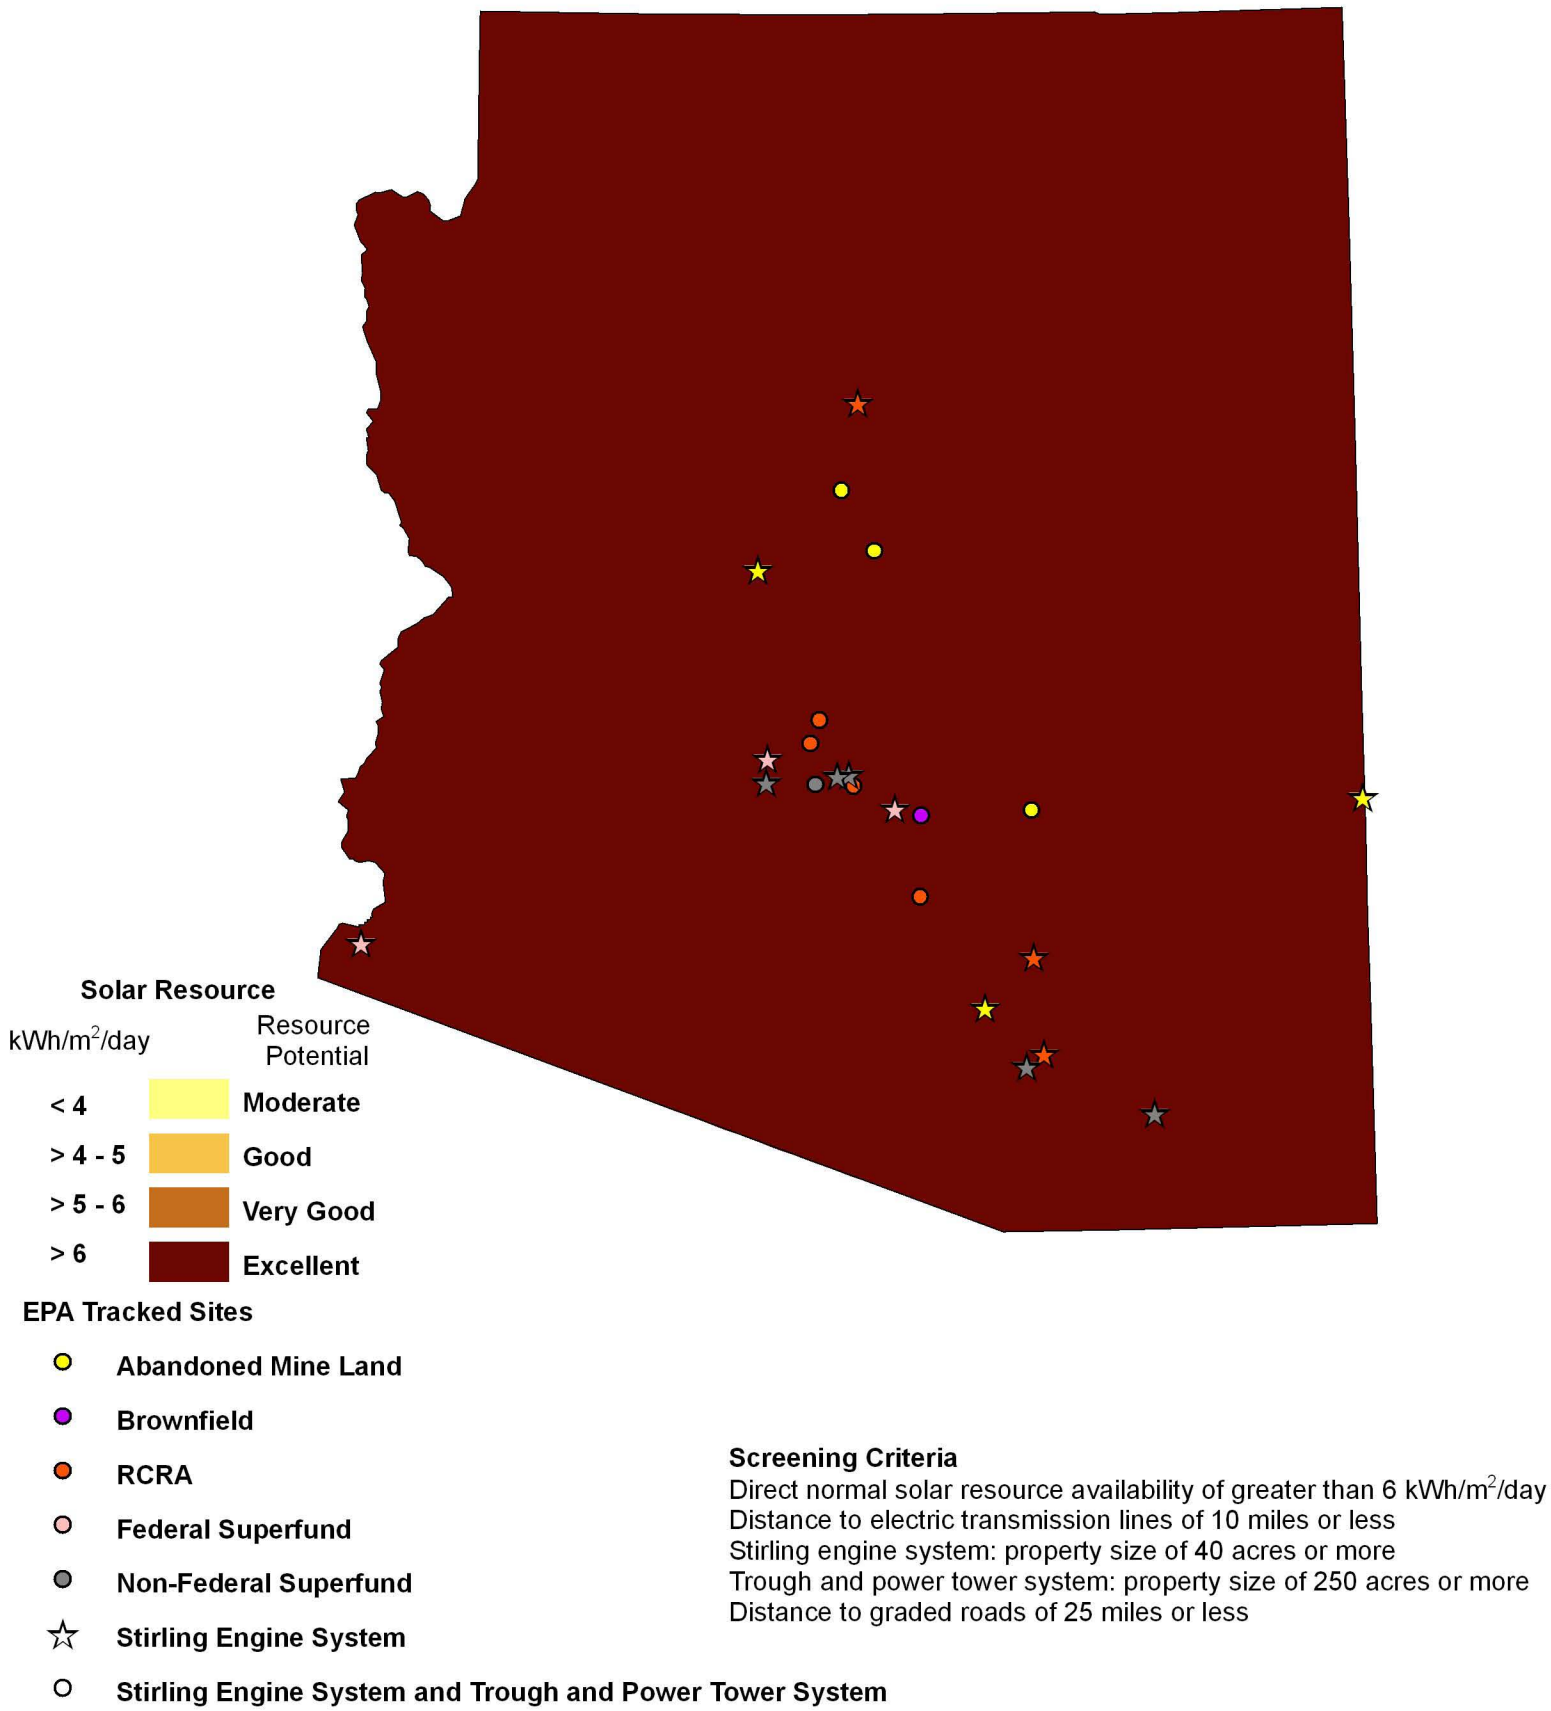 Solar Resource
kWh/m2/day
Resource
Potential
< 4
Moderate
> 4 - 5
Good
> 5 - 6
Very Good
> 6
Excellent
EPA Tracked Sites
Abandoned Mine Land
Brownfield
RCRA
Federal Superfund
Non-Federal Superfund
Stirling Engine System
Stirling Engine System and Trough and Power Tower System
Screening Criteria
Direct normal solar resource availability of greater than 6 kWh/m2/day
Distance to electric transmission lines of 10 miles or less
Stirling engine system: property size of 40 acres or more
Trough and power tower system: property size of 250 acres or more
Distance to graded roads of 25 miles or less